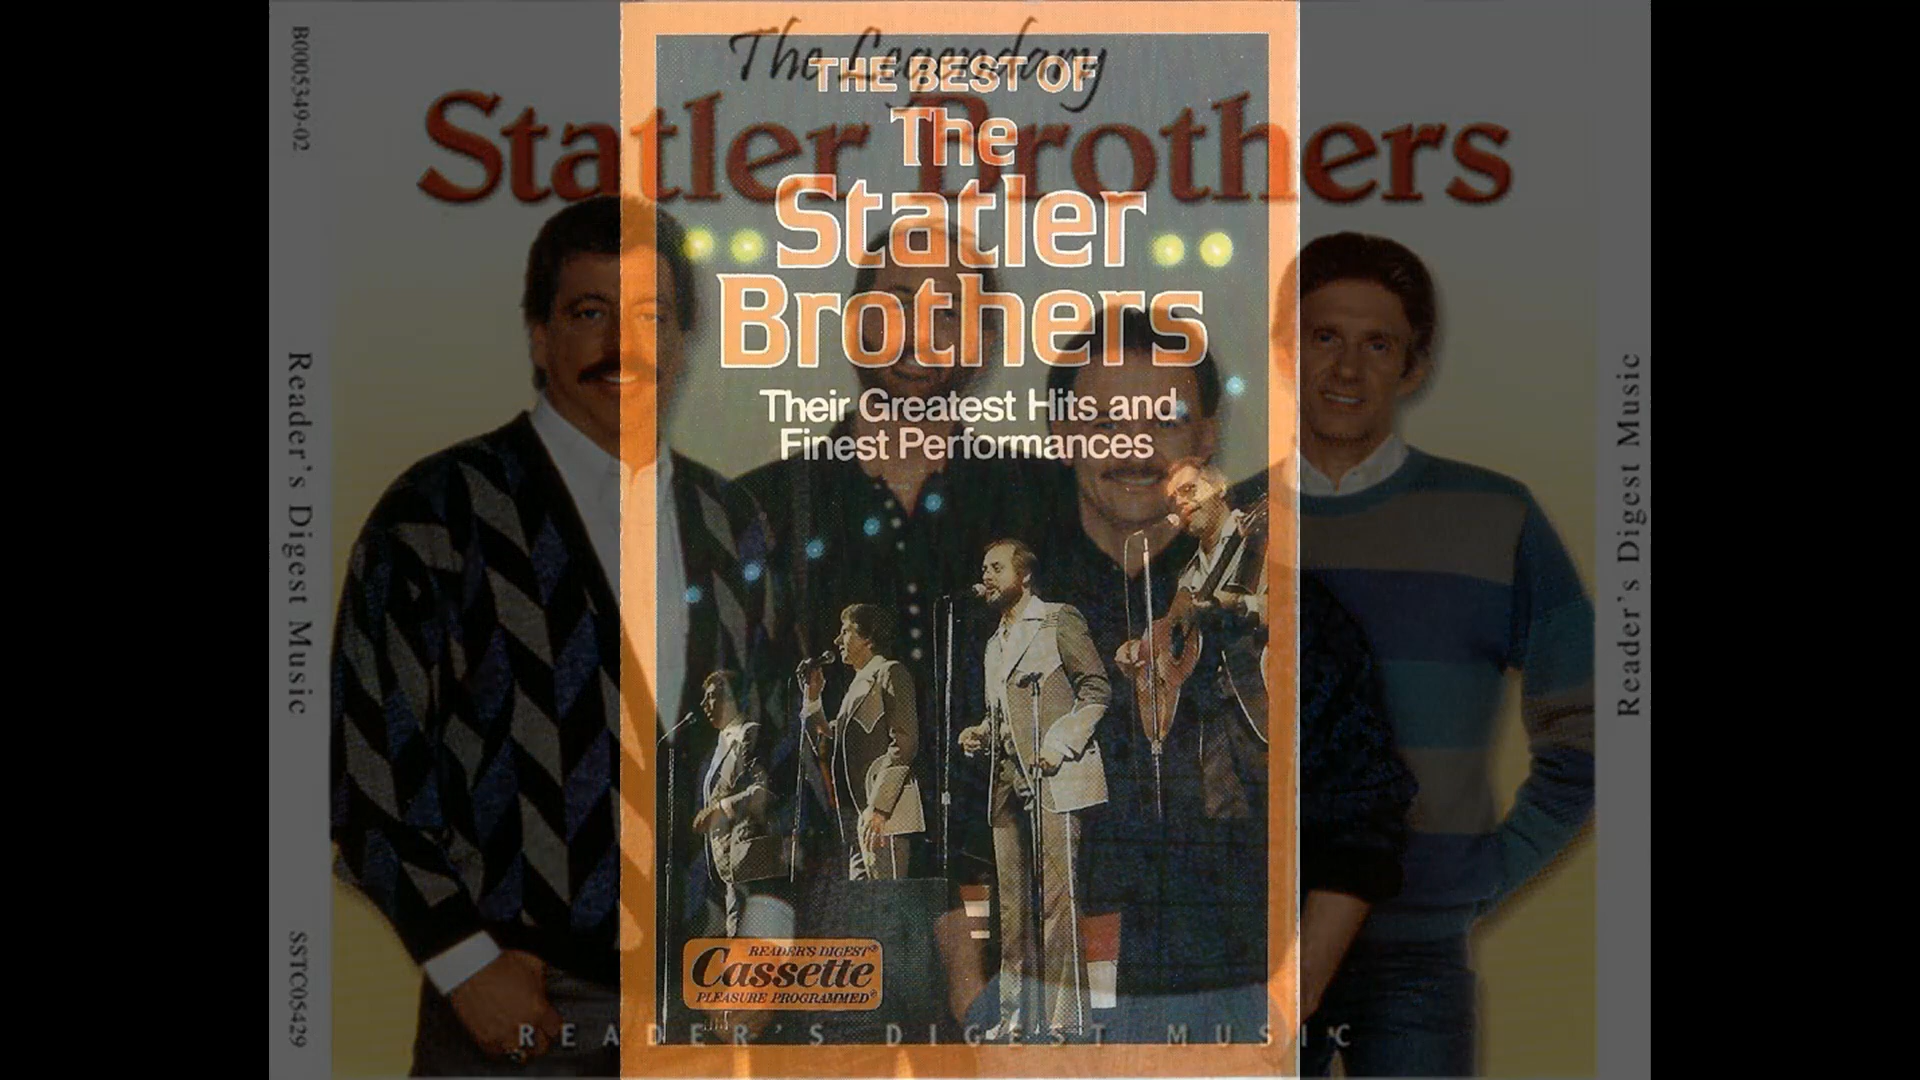 The Legendary
Statler Brothers
THE BEST OF
The
Statler
Brothers
Their Greatest Hits and
Finest Performances
READER'S DIGEST®
Cassette
PLEASURE PROGRAMMED®
READER'S DIGEST MUSIC
B0005349-02
Reader's Digest Music
SSTC05429
Reader's Digest Music